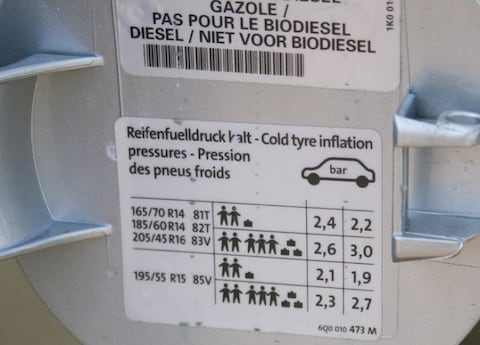 GAZOLE /
PAS POUR LE BIODIESEL
DIESEL / NIET VOOR BIODIESEL
1K0 01
Reifenfuelldruck kalt - Cold tyre inflation
pressures - Pression
des pneus froids
bar
165/70 R14 81T
185/60 R14 82T
205/45 R16 83V
2,4 2,2
2,6 3,0
195/55 R15 85V
2,1 1,9
2,3 2,7
6Q0 010 473 M